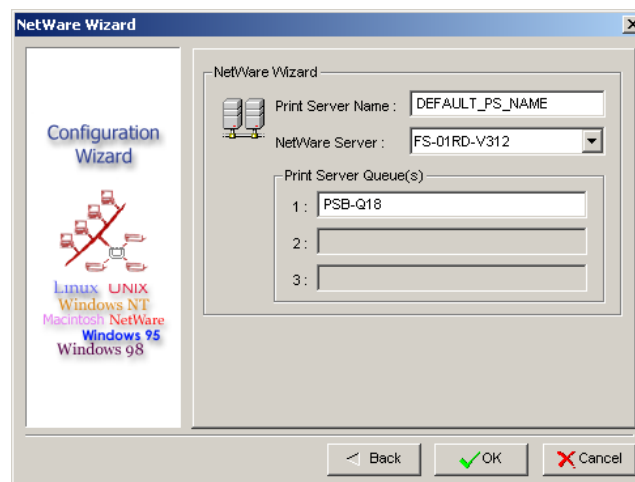 NetWare Wizard
Configuration
Wizard
Linux UNIX
Windows NT
Macintosh NetWare
Windows 95
Windows 98
NetWare Wizard
Print Server Name : DEFAULT_PS_NAME
NetWare Server : FS-01RD-V312
Print Server Queue(s)
1 : PSB-Q18
2 :
3 :
Back OK Cancel